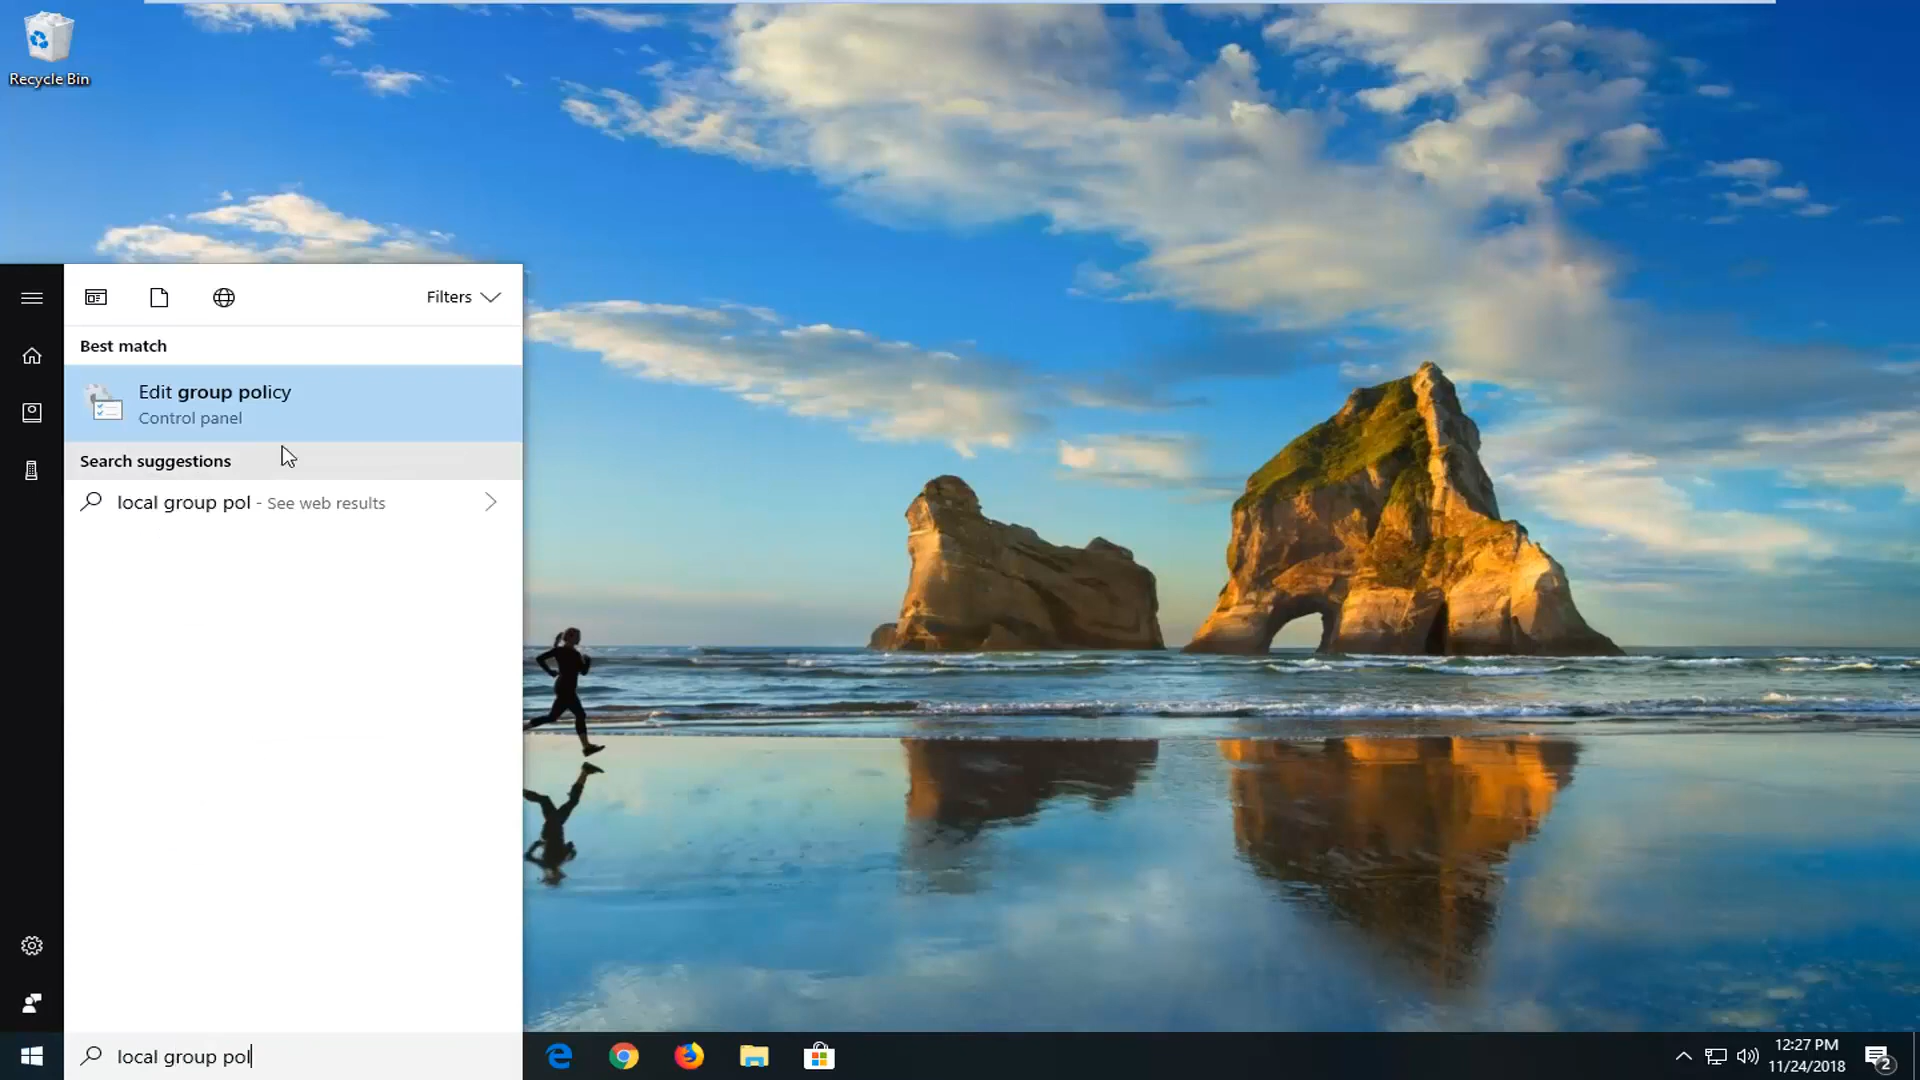 Recycle Bin
Filters
Best match
Edit group policy
Control panel
Search suggestions
local group pol - See web results
local group pol
12:27 PM
11/24/2018
2